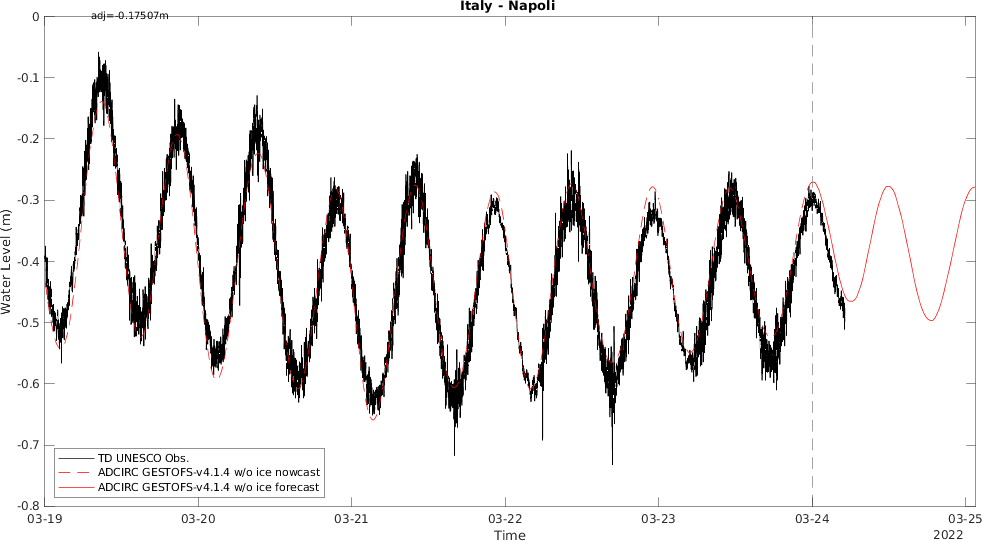 Italy - Napoli
adj=-0.17507m
Water Level (m)
0
-0.1
-0.2
-0.3
-0.4
-0.5
-0.6
-0.7
-0.8
TD UNESCO Obs.
ADCIRC GESTOFS-v4.1.4 w/o ice nowcast
ADCIRC GESTOFS-v4.1.4 w/o ice forecast
03-19 03-20 03-21 03-22 03-23 03-24 03-25
Time
2022